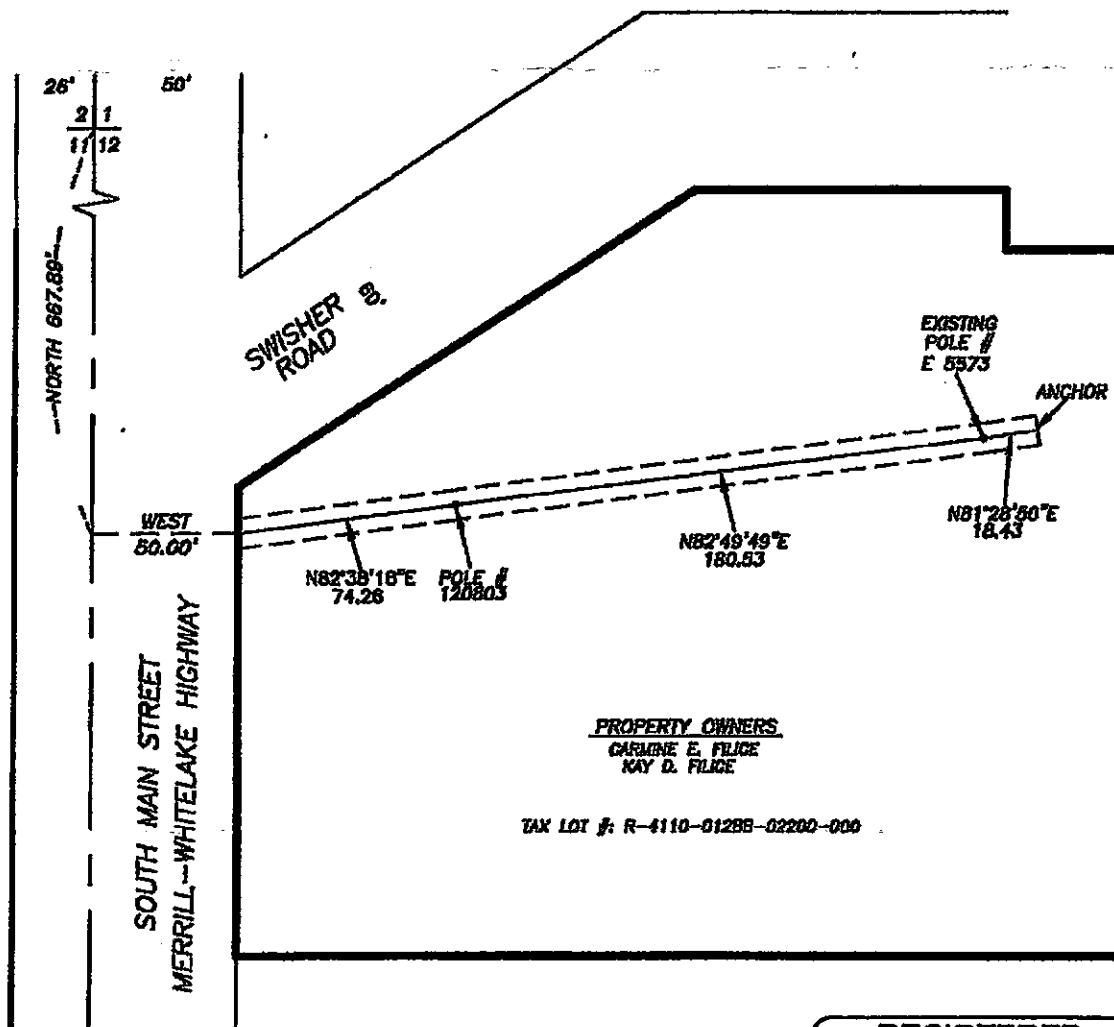 26'
50'
2 1
11 12
NORTH 667.89'
SWISHER 60'
ROAD
EXISTING
POLE #
E 5573
ANCHOR
WEST
50.00'
N82°38'18"E
74.26
POLE #
120803
N82°49'49"E
180.53
N81°28'50"E
18.43
SOUTH MAIN STREET
MERRILL--WHITELAKE HIGHWAY
PROPERTY OWNERS
CARMINE E. FILICE
KAY D. FILICE
TAX LOT #: R-4110-012BB-02200-000